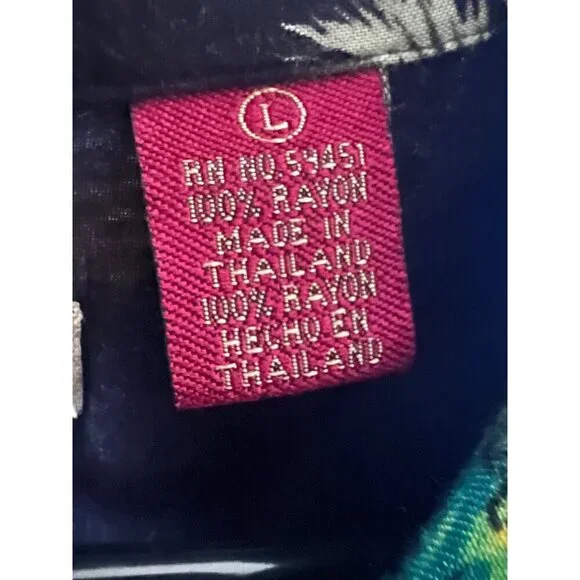 L
RN NO. 59451
100% RAYON
MADE IN
THAILAND
100% RAYON
HECHO EN
THAILAND